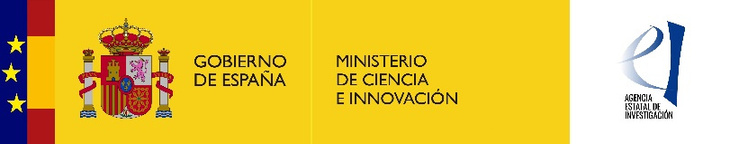 GOBIERNO
DE ESPAÑA
MINISTERIO
DE CIENCIA
E INNOVACIÓN
AGENCIA
ESTATAL DE
INVESTIGACIÓN